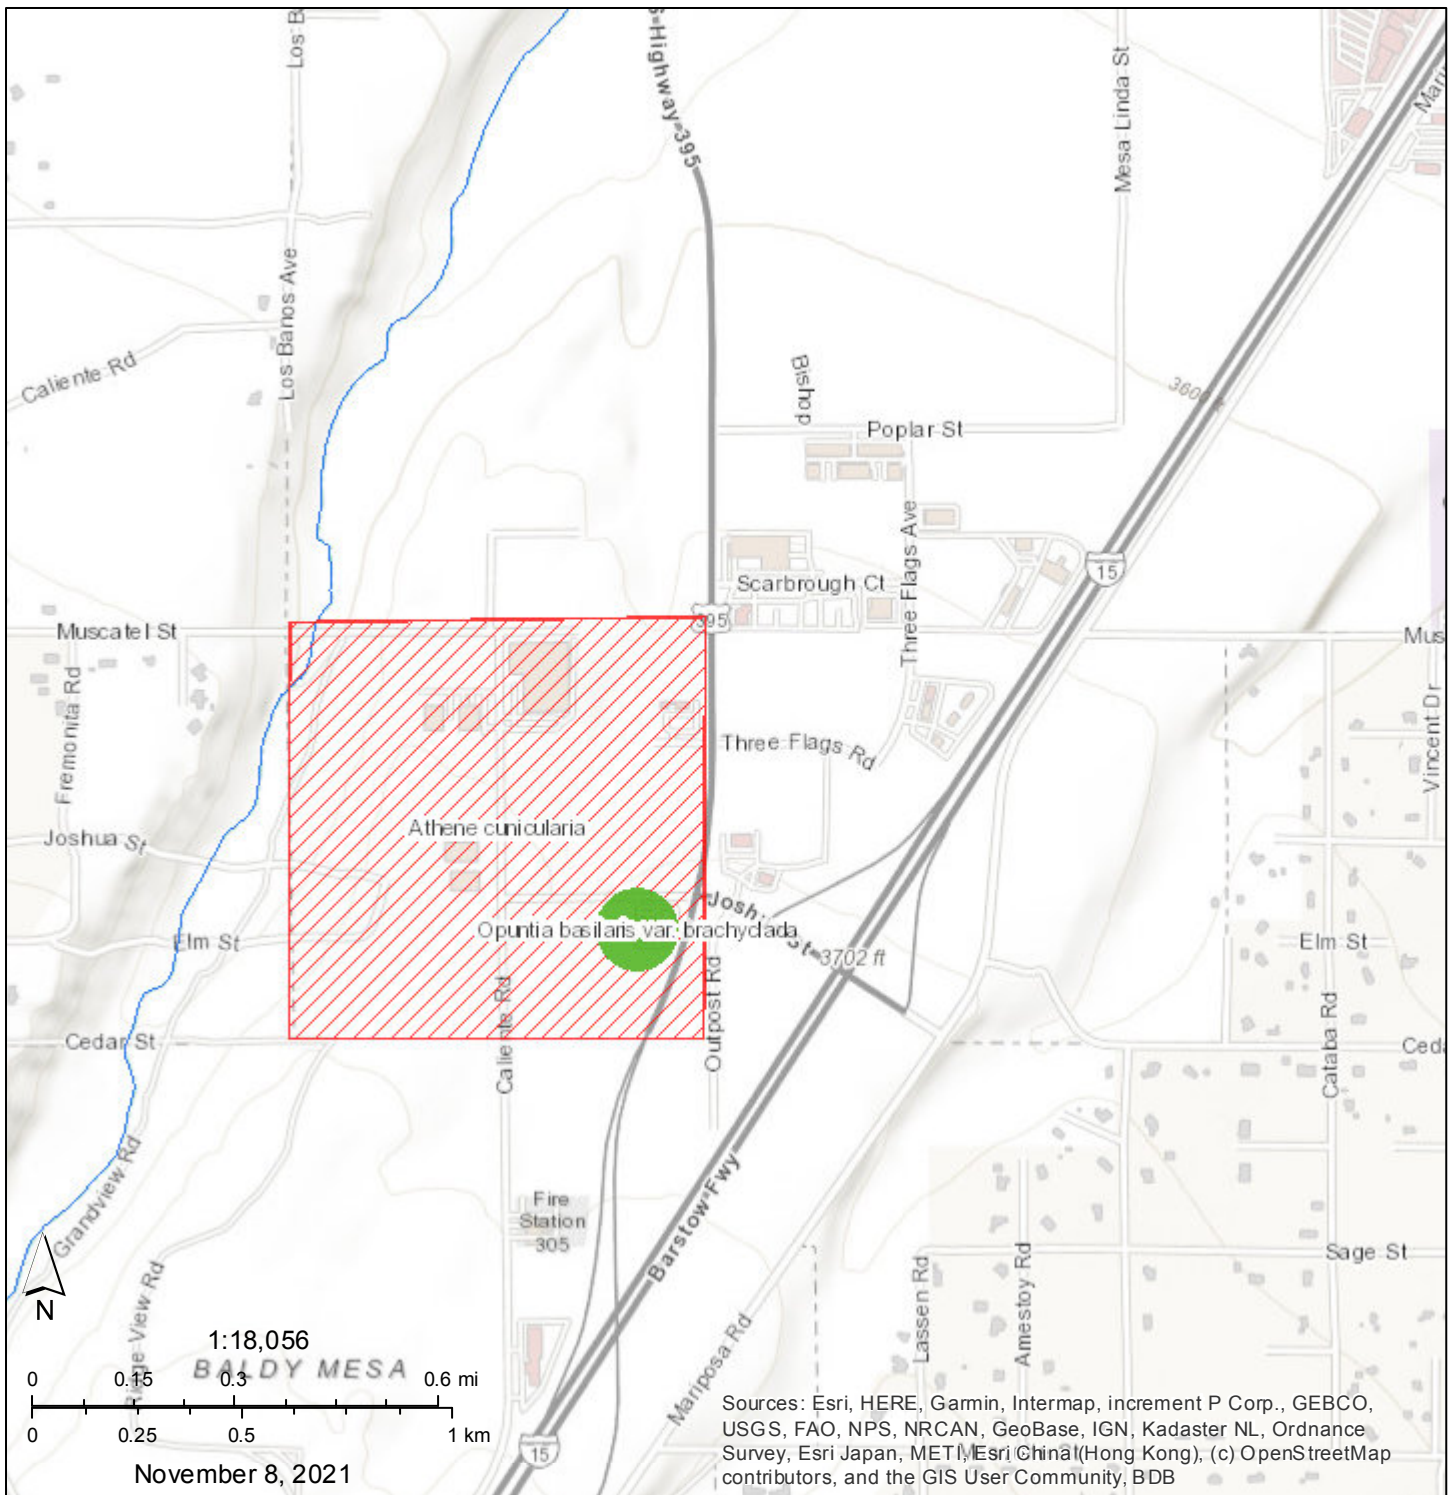 Los B
S-Highway-395
Mesa Linda St
Mari
Los Banos Ave
Caliente Rd
Bishop
3600 ft
Poplar St
Three Flags Ave
15
Scarbrough Ct
395
Muscatel St
Mus
Fremonita Rd
Vincent Dr
Three Flags Rd
Joshua St
Athene cunicularia
Joshua St
Opuntia basilaris var. brachyclada
Elm St
Elm St
3702 ft
Outpost Rd
Caliente Rd
Cataba Rd
Cedar St
Ceda
Grandview Rd
Barstow Fwy
Fire
Station
305
Sage St
Lassen Rd
Amestoy Rd
Ridge View Rd
Mariposa Rd
N
1:18,056
BALDY MESA
0 0.15 0.3 0.6 mi
0 0.25 0.5 1 km
15
November 8, 2021
Sources: Esri, HERE, Garmin, Intermap, increment P Corp., GEBCO,
USGS, FAO, NPS, NRCAN, GeoBase, IGN, Kadaster NL, Ordnance
Survey, Esri Japan, METI, Esri China (Hong Kong), (c) OpenStreetMap
contributors, and the GIS User Community, BDB